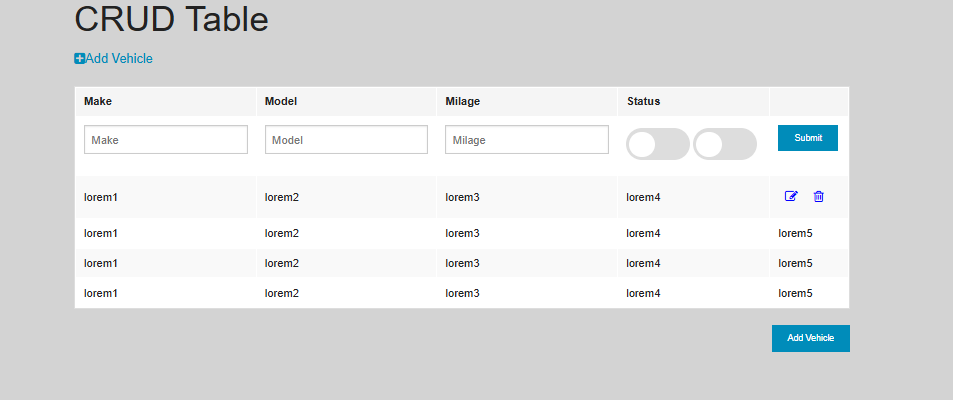 CRUD Table
Add Vehicle
Make Model Milage Status
Make Model Milage Submit
lorem1 lorem2 lorem3 lorem4
lorem1 lorem2 lorem3 lorem4 lorem5
lorem1 lorem2 lorem3 lorem4 lorem5
lorem1 lorem2 lorem3 lorem4 lorem5
Add Vehicle